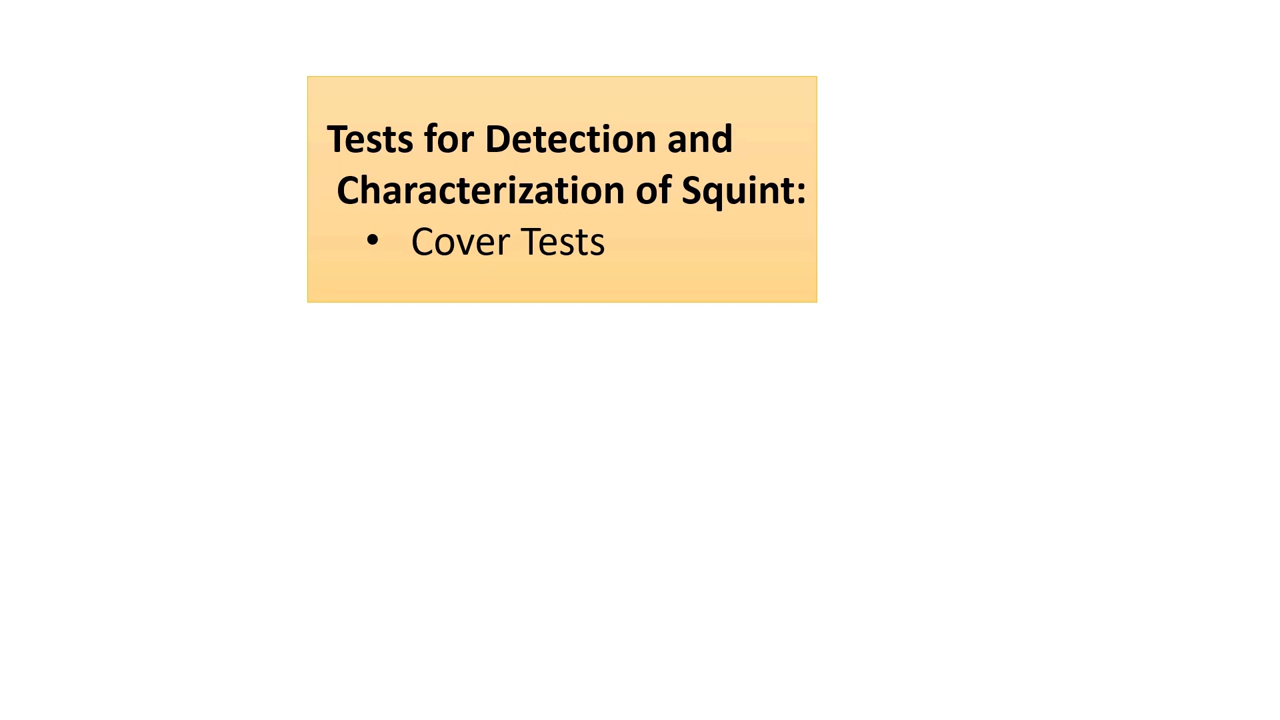 Tests for Detection and
Characterization of Squint:
• Cover Tests